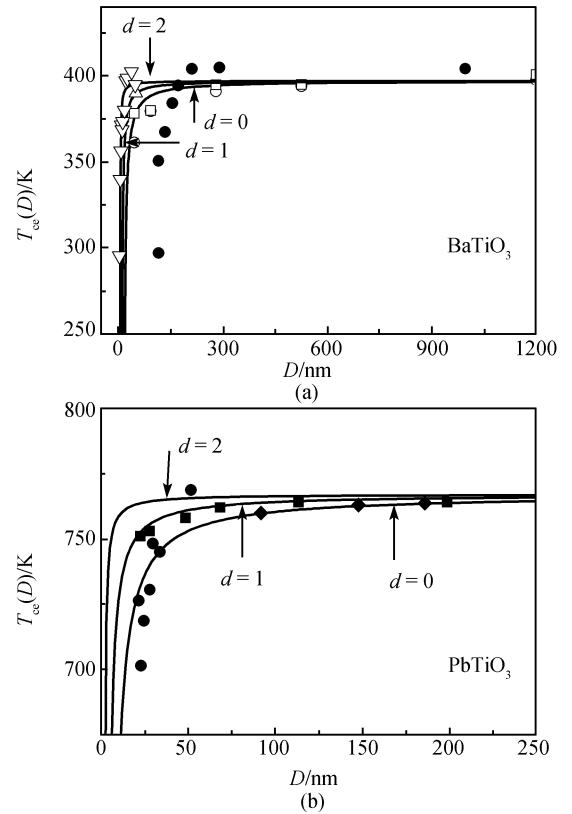 d = 2
400
d = 0
350
d = 1
T_ce(D)/K
300
BaTiO₃
250
0 300 600 900 1200
D/nm
(a)
800
d = 2
750
d = 1 d = 0
T_ce(D)/K
700
PbTiO₃
0 50 100 150 200 250
D/nm
(b)